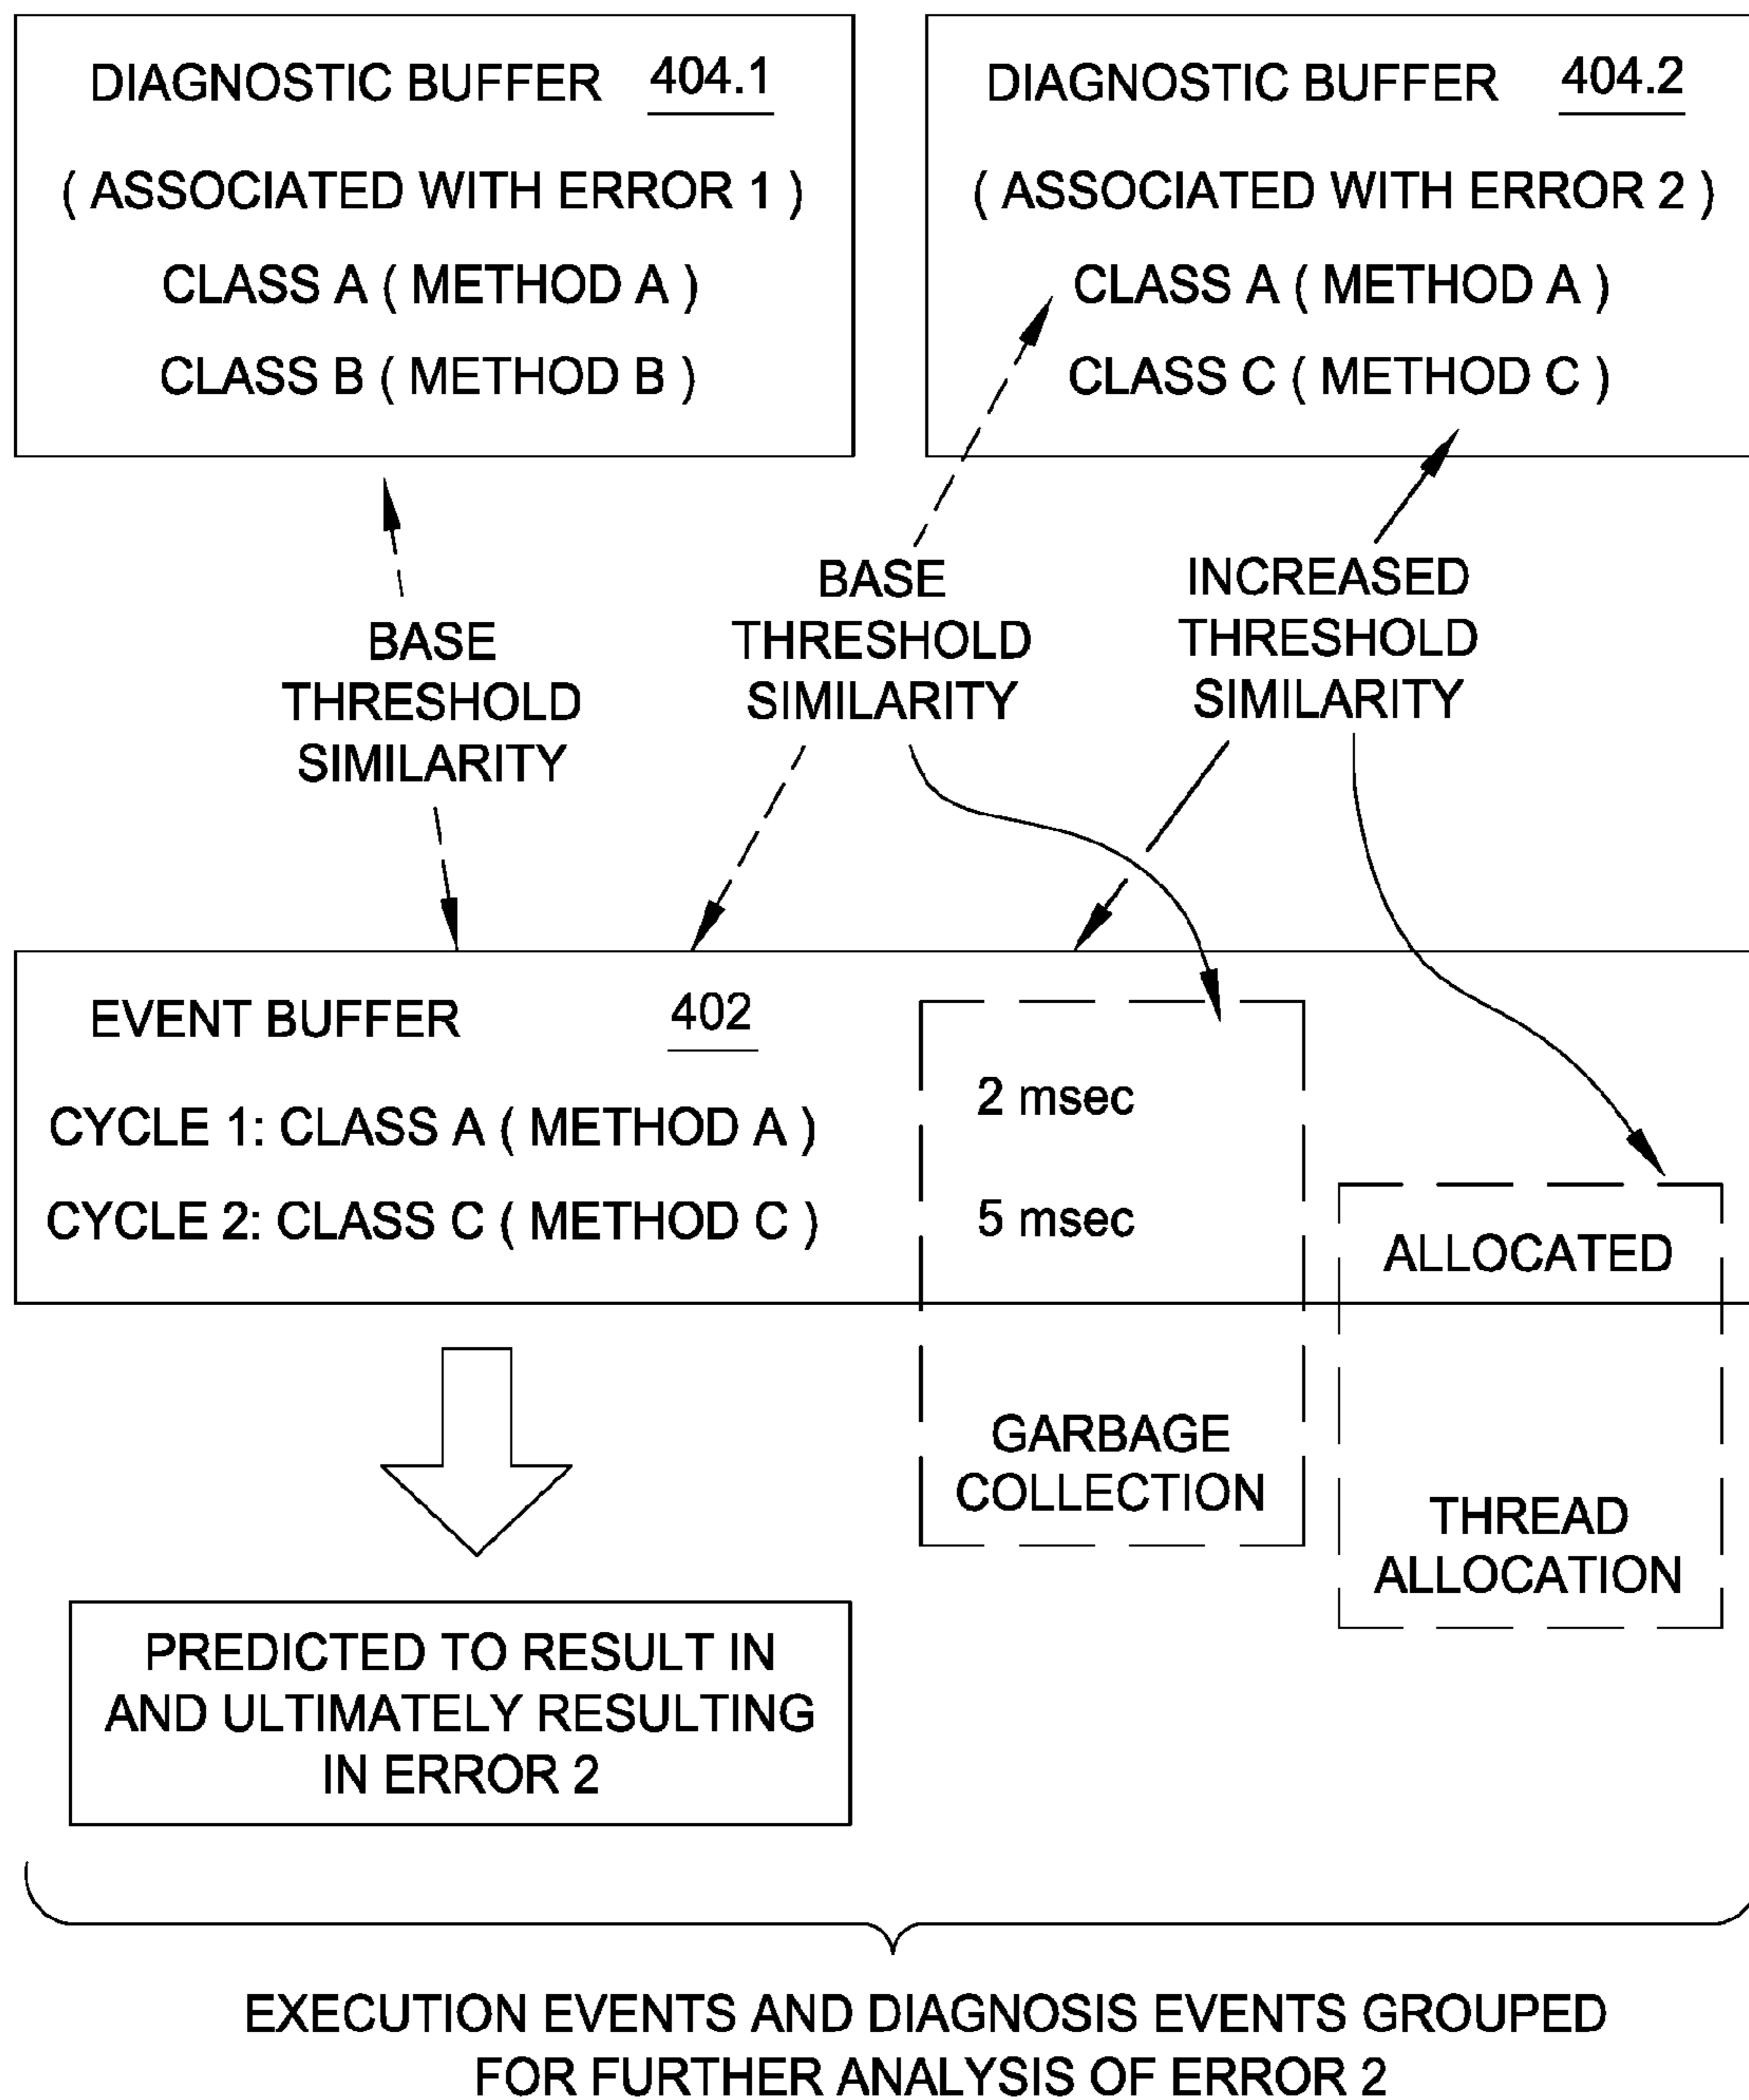 DIAGNOSTIC BUFFER 404.1
( ASSOCIATED WITH ERROR 1 )
CLASS A ( METHOD A )
CLASS B ( METHOD B )
DIAGNOSTIC BUFFER 404.2
( ASSOCIATED WITH ERROR 2 )
CLASS A ( METHOD A )
CLASS C ( METHOD C )
BASE
THRESHOLD
SIMILARITY
BASE
THRESHOLD
SIMILARITY
INCREASED
THRESHOLD
SIMILARITY
EVENT BUFFER 402
CYCLE 1: CLASS A ( METHOD A )
CYCLE 2: CLASS C ( METHOD C )
2 msec
5 msec
GARBAGE
COLLECTION
ALLOCATED
THREAD
ALLOCATION
PREDICTED TO RESULT IN
AND ULTIMATELY RESULTING
IN ERROR 2
EXECUTION EVENTS AND DIAGNOSIS EVENTS GROUPED
FOR FURTHER ANALYSIS OF ERROR 2